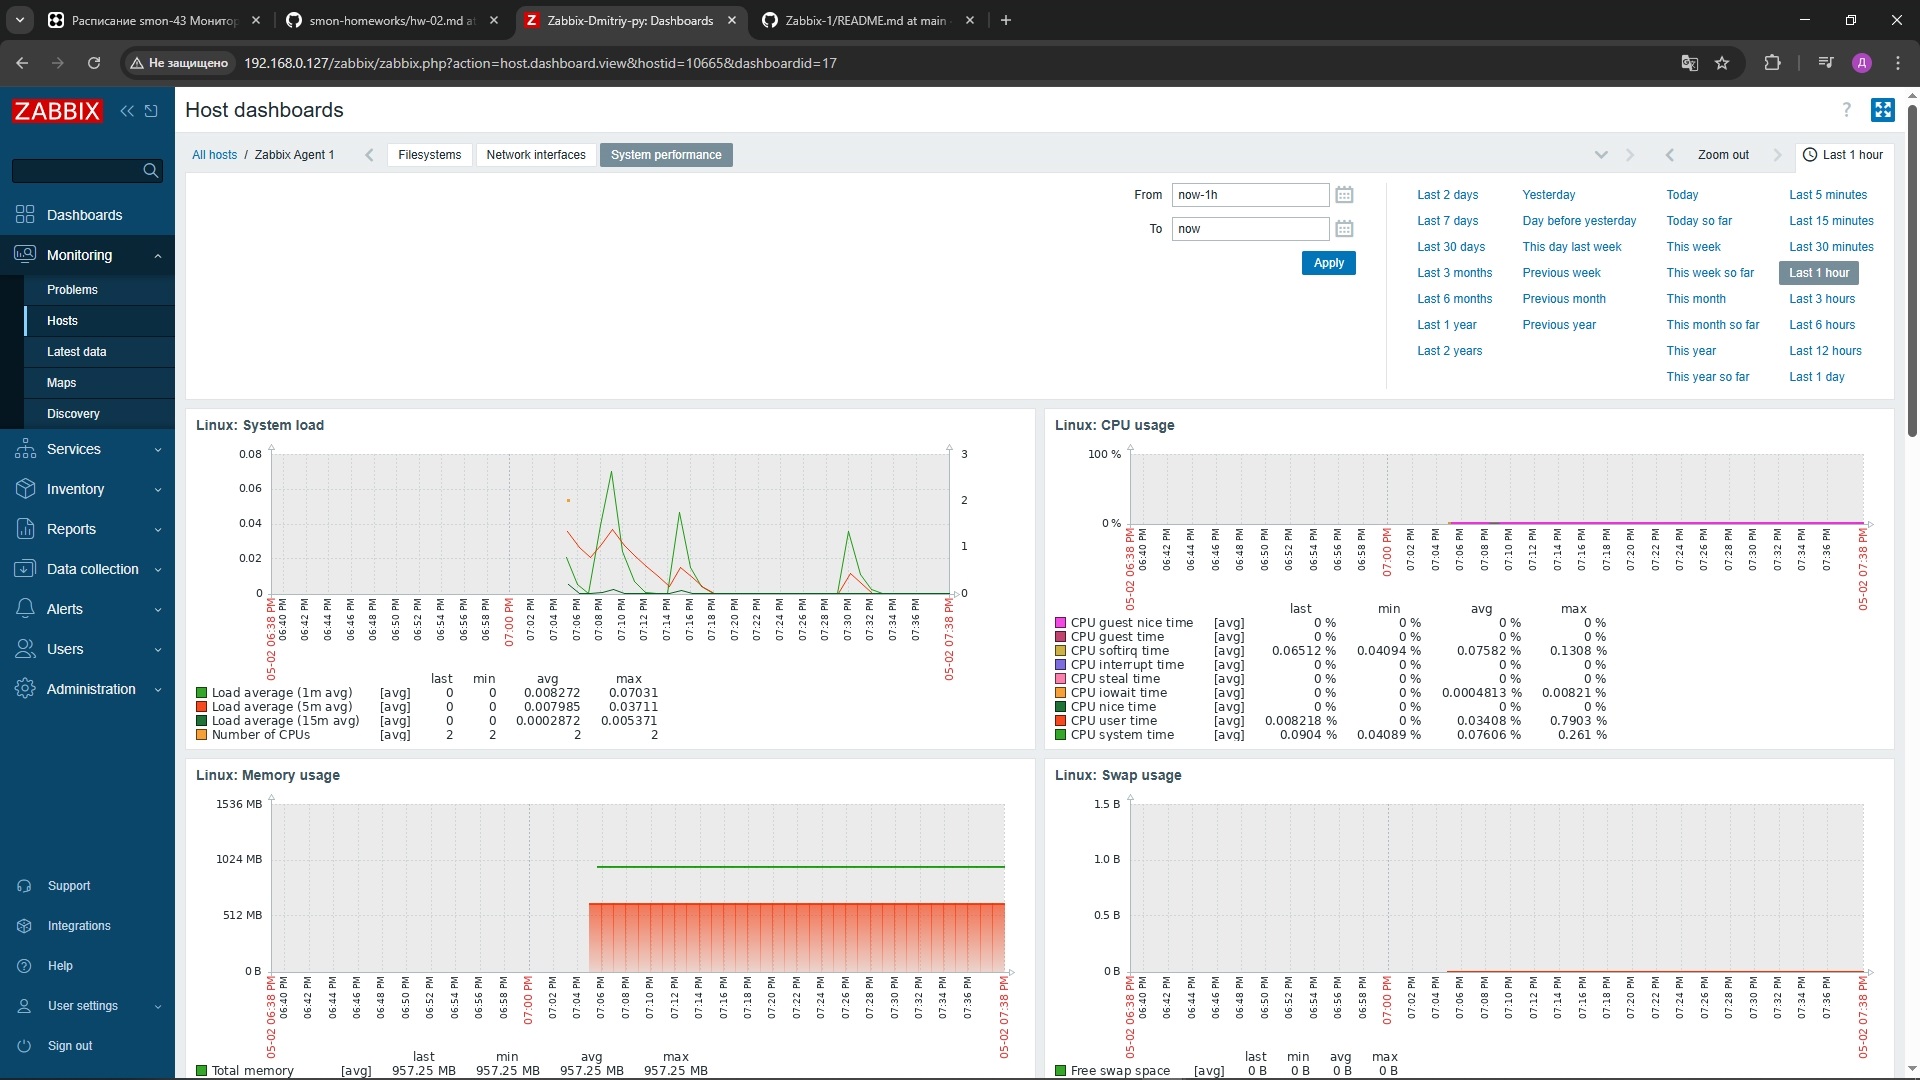 Расписание smon-43 Монитор
smon-homeworks/hw-02.md at
Zabbix-Dmitriy-py: Dashboards
Zabbix-1/README.md at main
Не защищено
192.168.0.127/zabbix/zabbix.php?action=host.dashboard.view&hostid=10665&dashboardid=17
Д
ZABBIX
Dashboards
Monitoring
Problems
Hosts
Latest data
Maps
Discovery
Services
Inventory
Reports
Data collection
Alerts
Users
Administration
Support
Integrations
Help
User settings
Sign out
Host dashboards
?
All hosts / Zabbix Agent 1
Filesystems
Network interfaces
System performance
Zoom out
Last 1 hour
From now-1h
To now
Apply
Last 2 days Yesterday Today Last 5 minutes
Last 7 days Day before yesterday Today so far Last 15 minutes
Last 30 days This day last week This week Last 30 minutes
Last 3 months Previous week This week so far Last 1 hour
Last 6 months Previous month This month Last 3 hours
Last 1 year Previous year This month so far Last 6 hours
Last 2 years This year Last 12 hours
This year so far Last 1 day
Linux: System load
0.08 3
0.06 2
0.04
0.02 1
0 0
05-02 06:38 PM 06:40 PM 06:42 PM 06:44 PM 06:46 PM 06:48 PM 06:50 PM 06:52 PM 06:54 PM 06:56 PM 06:58 PM 07:00 PM 07:02 PM 07:04 PM 07:06 PM 07:08 PM 07:10 PM 07:12 PM 07:14 PM 07:16 PM 07:18 PM 07:20 PM 07:22 PM 07:24 PM 07:26 PM 07:28 PM 07:30 PM 07:32 PM 07:34 PM 07:36 PM 05-02 07:38 PM
last min avg max
Load average (1m avg) [avg] 0 0 0.008272 0.07031
Load average (5m avg) [avg] 0 0 0.007985 0.03711
Load average (15m avg) [avg] 0 0 0.0002872 0.005371
Number of CPUs [avg] 2 2 2 2
Linux: CPU usage
100 %
0 %
05-02 06:38 PM 06:40 PM 06:42 PM 06:44 PM 06:46 PM 06:48 PM 06:50 PM 06:52 PM 06:54 PM 06:56 PM 06:58 PM 07:00 PM 07:02 PM 07:04 PM 07:06 PM 07:08 PM 07:10 PM 07:12 PM 07:14 PM 07:16 PM 07:18 PM 07:20 PM 07:22 PM 07:24 PM 07:26 PM 07:28 PM 07:30 PM 07:32 PM 07:34 PM 07:36 PM 05-02 07:38 PM
last min avg max
CPU guest nice time [avg] 0 % 0 % 0 % 0 %
CPU guest time [avg] 0 % 0 % 0 % 0 %
CPU softirq time [avg] 0.06512 % 0.04094 % 0.07582 % 0.1308 %
CPU interrupt time [avg] 0 % 0 % 0 % 0 %
CPU steal time [avg] 0 % 0 % 0 % 0 %
CPU iowait time [avg] 0 % 0 % 0.0004813 % 0.00821 %
CPU nice time [avg] 0 % 0 % 0 % 0 %
CPU user time [avg] 0.008218 % 0 % 0.03408 % 0.7903 %
CPU system time [avg] 0.0904 % 0.04089 % 0.07606 % 0.261 %
Linux: Memory usage
1536 MB
1024 MB
512 MB
0 B
05-02 06:38 PM 06:40 PM 06:42 PM 06:44 PM 06:46 PM 06:48 PM 06:50 PM 06:52 PM 06:54 PM 06:56 PM 06:58 PM 07:00 PM 07:02 PM 07:04 PM 07:06 PM 07:08 PM 07:10 PM 07:12 PM 07:14 PM 07:16 PM 07:18 PM 07:20 PM 07:22 PM 07:24 PM 07:26 PM 07:28 PM 07:30 PM 07:32 PM 07:34 PM 07:36 PM 05-02 07:38 PM
last min avg max
Total memory [avg] 957.25 MB 957.25 MB 957.25 MB 957.25 MB
Linux: Swap usage
1.5 B
1.0 B
0.5 B
0 B
05-02 06:38 PM 06:40 PM 06:42 PM 06:44 PM 06:46 PM 06:48 PM 06:50 PM 06:52 PM 06:54 PM 06:56 PM 06:58 PM 07:00 PM 07:02 PM 07:04 PM 07:06 PM 07:08 PM 07:10 PM 07:12 PM 07:14 PM 07:16 PM 07:18 PM 07:20 PM 07:22 PM 07:24 PM 07:26 PM 07:28 PM 07:30 PM 07:32 PM 07:34 PM 07:36 PM 05-02 07:38 PM
last min avg max
Free swap space [avg] 0 B 0 B 0 B 0 B